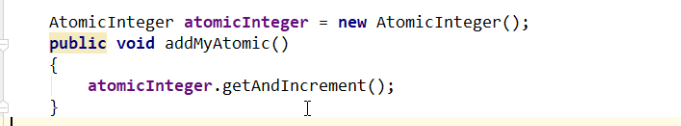 AtomicInteger atomicInteger = new AtomicInteger();
public void addMyAtomic()
{
    atomicInteger.getAndIncrement();
}